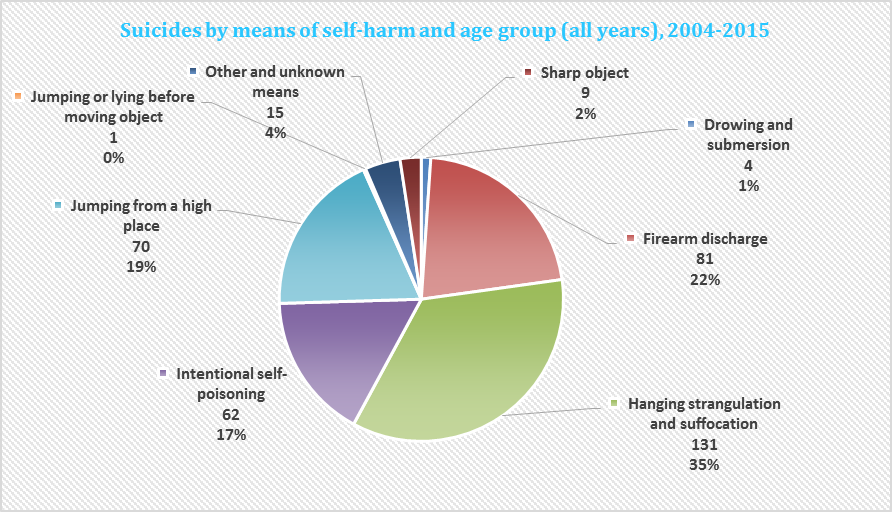 Suicides by means of self-harm and age group (all years), 2004-2015
Other and unknown
means
15
4%
Sharp object
9
2%
Jumping or lying before
moving object
1
0%
Drowing and
submersion
4
1%
Jumping from a high
place
70
19%
Firearm discharge
81
22%
Intentional self-
poisoning
62
17%
Hanging strangulation
and suffocation
131
35%